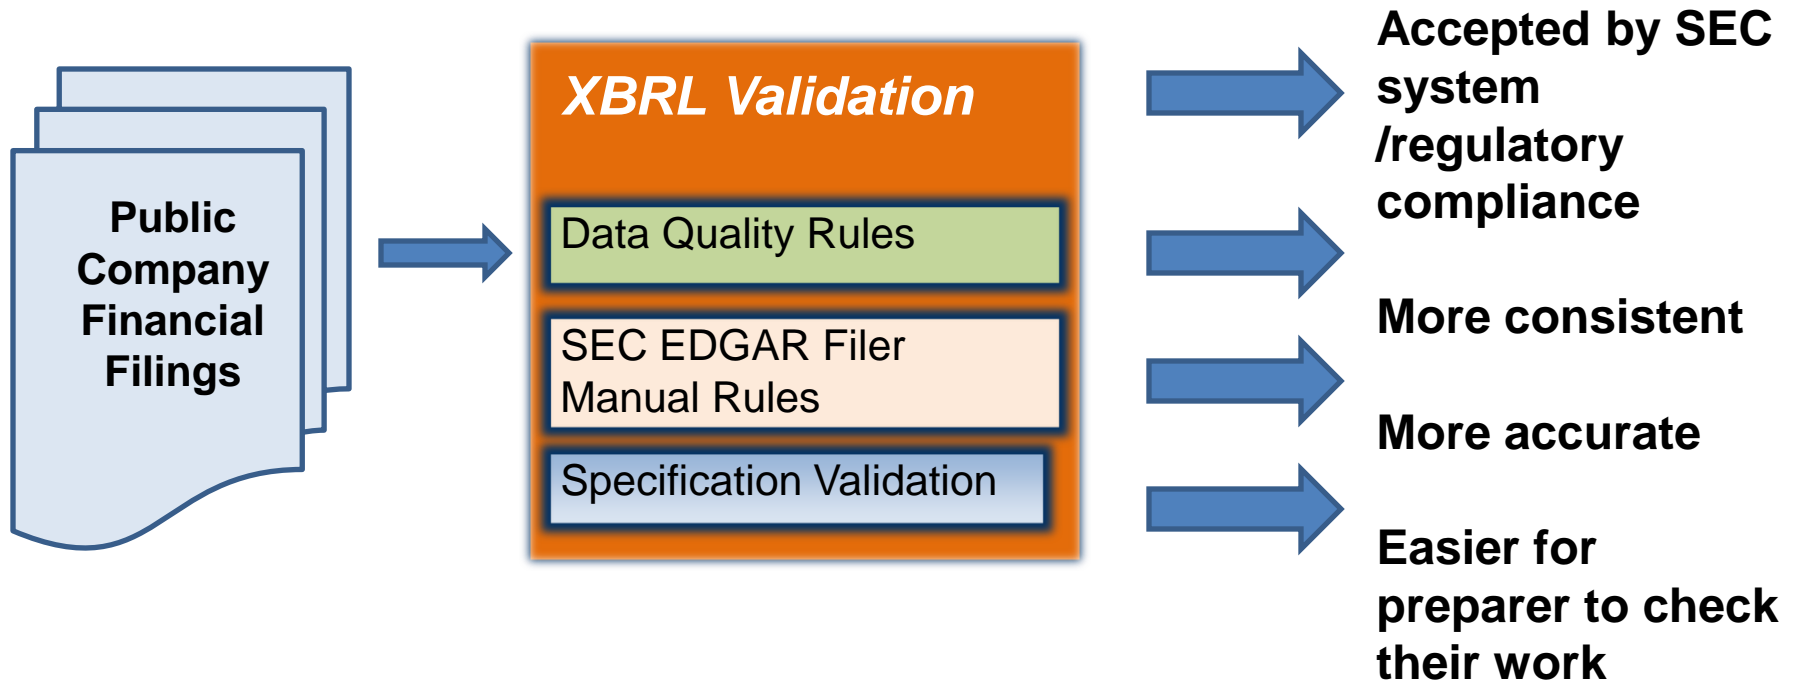 Public
Company
Financial
Filings
XBRL Validation
Data Quality Rules
SEC EDGAR Filer
Manual Rules
Specification Validation
Accepted by SEC
system
/regulatory
compliance
More consistent
More accurate
Easier for
preparer to check
their work